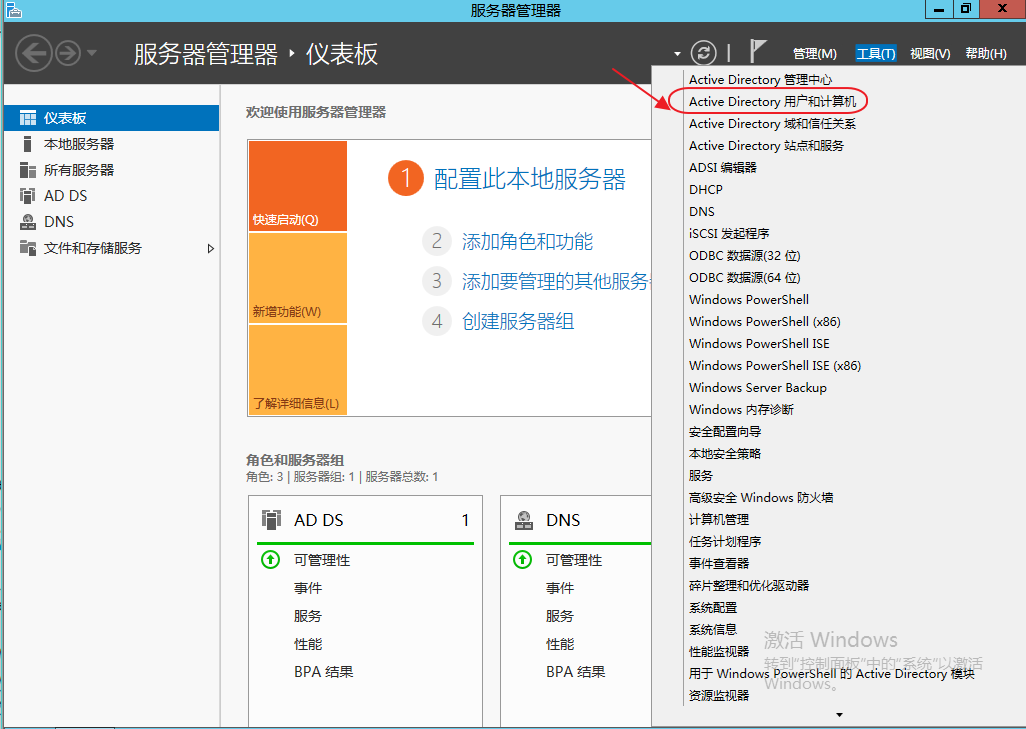 服务器管理器
服务器管理器 · 仪表板
管理(M) 工具(T) 视图(V) 帮助(H)
仪表板
本地服务器
所有服务器
AD DS
DNS
文件和存储服务
欢迎使用服务器管理器
快速启动(Q)
新增功能(W)
了解详细信息(L)
1 配置此本地服务器
2 添加角色和功能
3 添加要管理的其他服务
4 创建服务器组
角色和服务器组
角色: 3 | 服务器组: 1 | 服务器总数: 1
AD DS 1
可管理性
事件
服务
性能
BPA 结果
DNS
可管理性
事件
服务
性能
BPA 结果
Active Directory 管理中心
Active Directory 用户和计算机
Active Directory 域和信任关系
Active Directory 站点和服务
ADSI 编辑器
DHCP
DNS
iSCSI 发起程序
ODBC 数据源(32 位)
ODBC 数据源(64 位)
Windows PowerShell
Windows PowerShell (x86)
Windows PowerShell ISE
Windows PowerShell ISE (x86)
Windows Server Backup
Windows 内存诊断
安全配置向导
本地安全策略
服务
高级安全 Windows 防火墙
计算机管理
任务计划程序
事件查看器
碎片整理和优化驱动器
系统配置
系统信息
性能监视器
用于 Windows PowerShell 的 Active Directory 模块
资源监视器
激活 Windows
转到“控制面板”中的“系统”以激活
Windows。